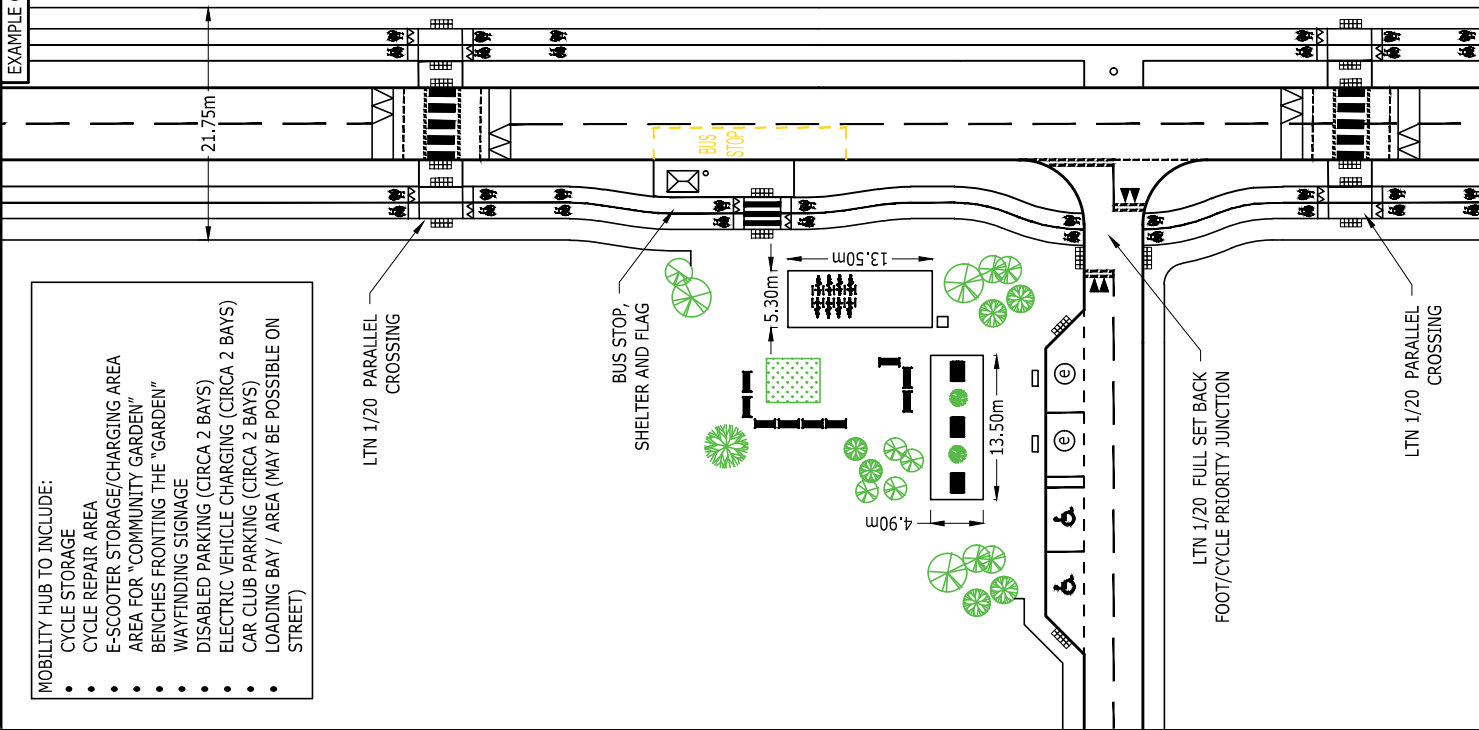 EXAMPLE
21.75m
MOBILITY HUB TO INCLUDE:
• CYCLE STORAGE
• CYCLE REPAIR AREA
• E-SCOOTER STORAGE/CHARGING AREA
• AREA FOR "COMMUNITY GARDEN"
• BENCHES FRONTING THE "GARDEN"
• WAYFINDING SIGNAGE
• DISABLED PARKING (CIRCA 2 BAYS)
• ELECTRIC VEHICLE CHARGING (CIRCA 2 BAYS)
• CAR CLUB PARKING (CIRCA 2 BAYS)
• LOADING BAY / AREA (MAY BE POSSIBLE ON
STREET)
LTN 1/20 PARALLEL
CROSSING
BUS STOP,
SHELTER AND FLAG
BUS
STOP
5.30m
13.50m
4.90m
13.50m
e
e
LTN 1/20 FULL SET BACK
FOOT/CYCLE PRIORITY JUNCTION
LTN 1/20 PARALLEL
CROSSING